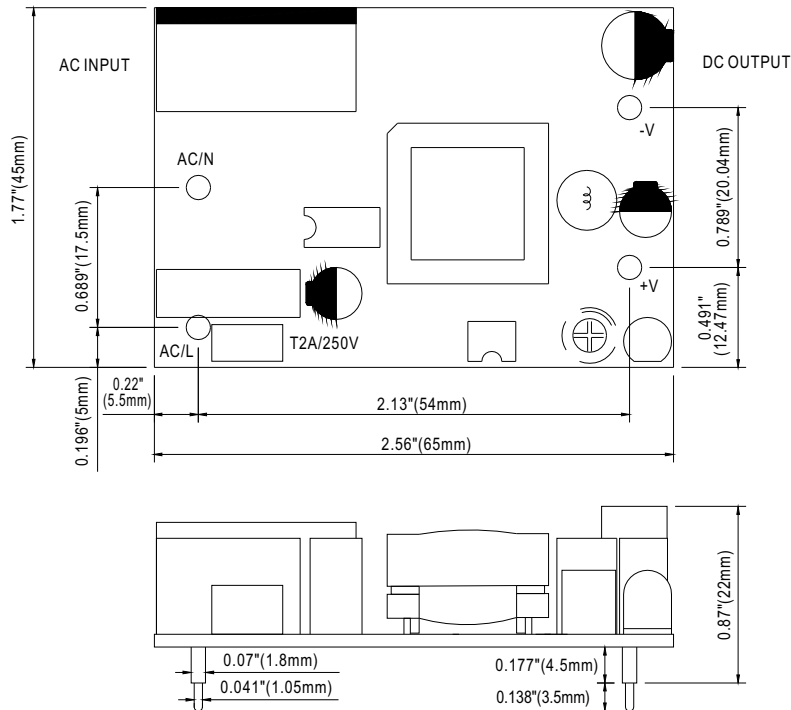 AC INPUT
DC OUTPUT
1.77"(45mm)
-V
AC/N
0.789"(20.04mm)
0.689"(17.5mm)
+V
0.491"
(12.47mm)
AC/L
T2A/250V
0.22"
(5.5mm)
0.196"(5mm)
2.13"(54mm)
2.56"(65mm)
0.87"(22mm)
0.07"(1.8mm)
0.177"(4.5mm)
0.041"(1.05mm)
0.138"(3.5mm)